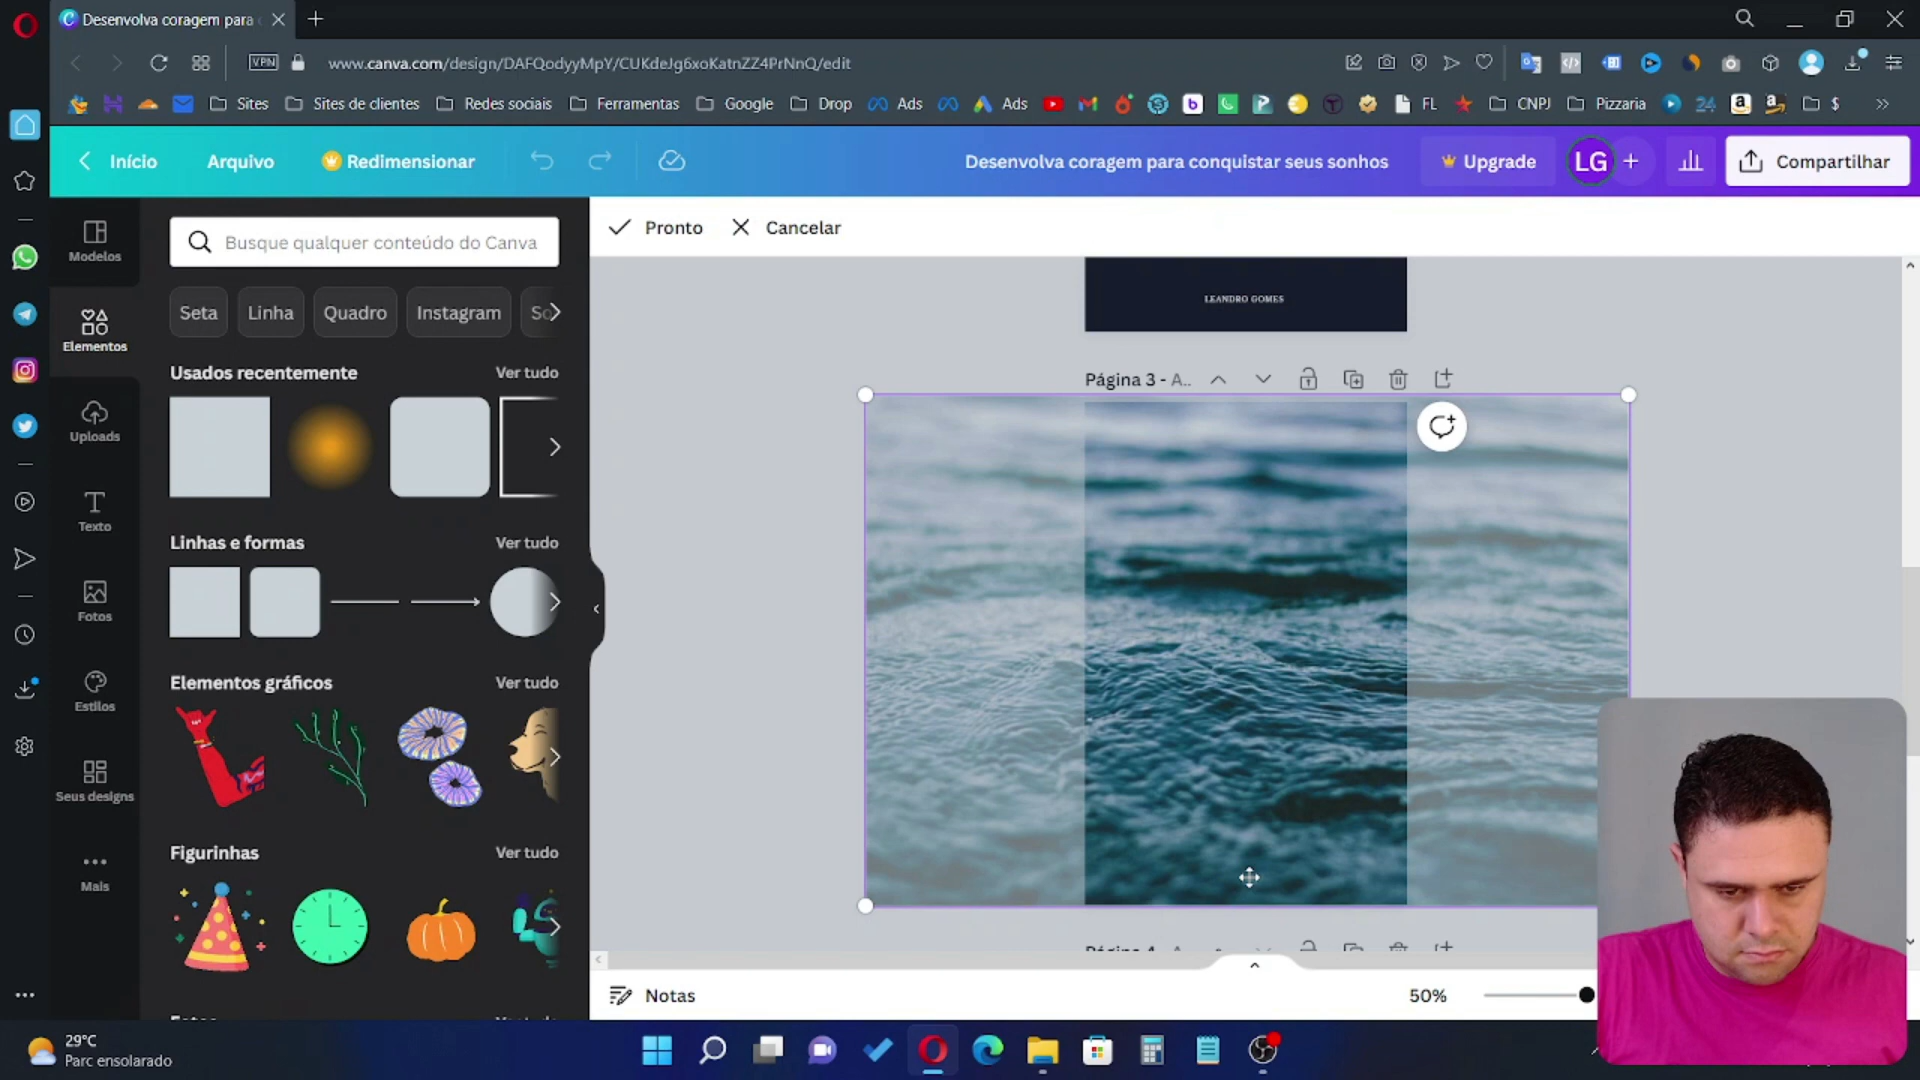 Desenvolva coragem para
VPN
www.canva.com/design/DAFQodyyMpY/CUKdeJg6xoKatnZZ4PrNnQ/edit
Sites
Sites de clientes
Redes sociais
Ferramentas
Google
Drop
Ads
Ads
FL
CNPJ
Pizzaria
24
$
Início
Arquivo
Redimensionar
Desenvolva coragem para conquistar seus sonhos
Upgrade
LG
Compartilhar
Modelos
Elementos
Uploads
Texto
Fotos
Estilos
Seus designs
Mais
Busque qualquer conteúdo do Canva
Seta
Linha
Quadro
Instagram
So
Usados recentemente
Ver tudo
Linhas e formas
Ver tudo
Elementos gráficos
Ver tudo
Figurinhas
Ver tudo
Pronto
Cancelar
LEANDRO GOMES
Página 3 - A..
Notas
50%
29°C
Parc ensolarado